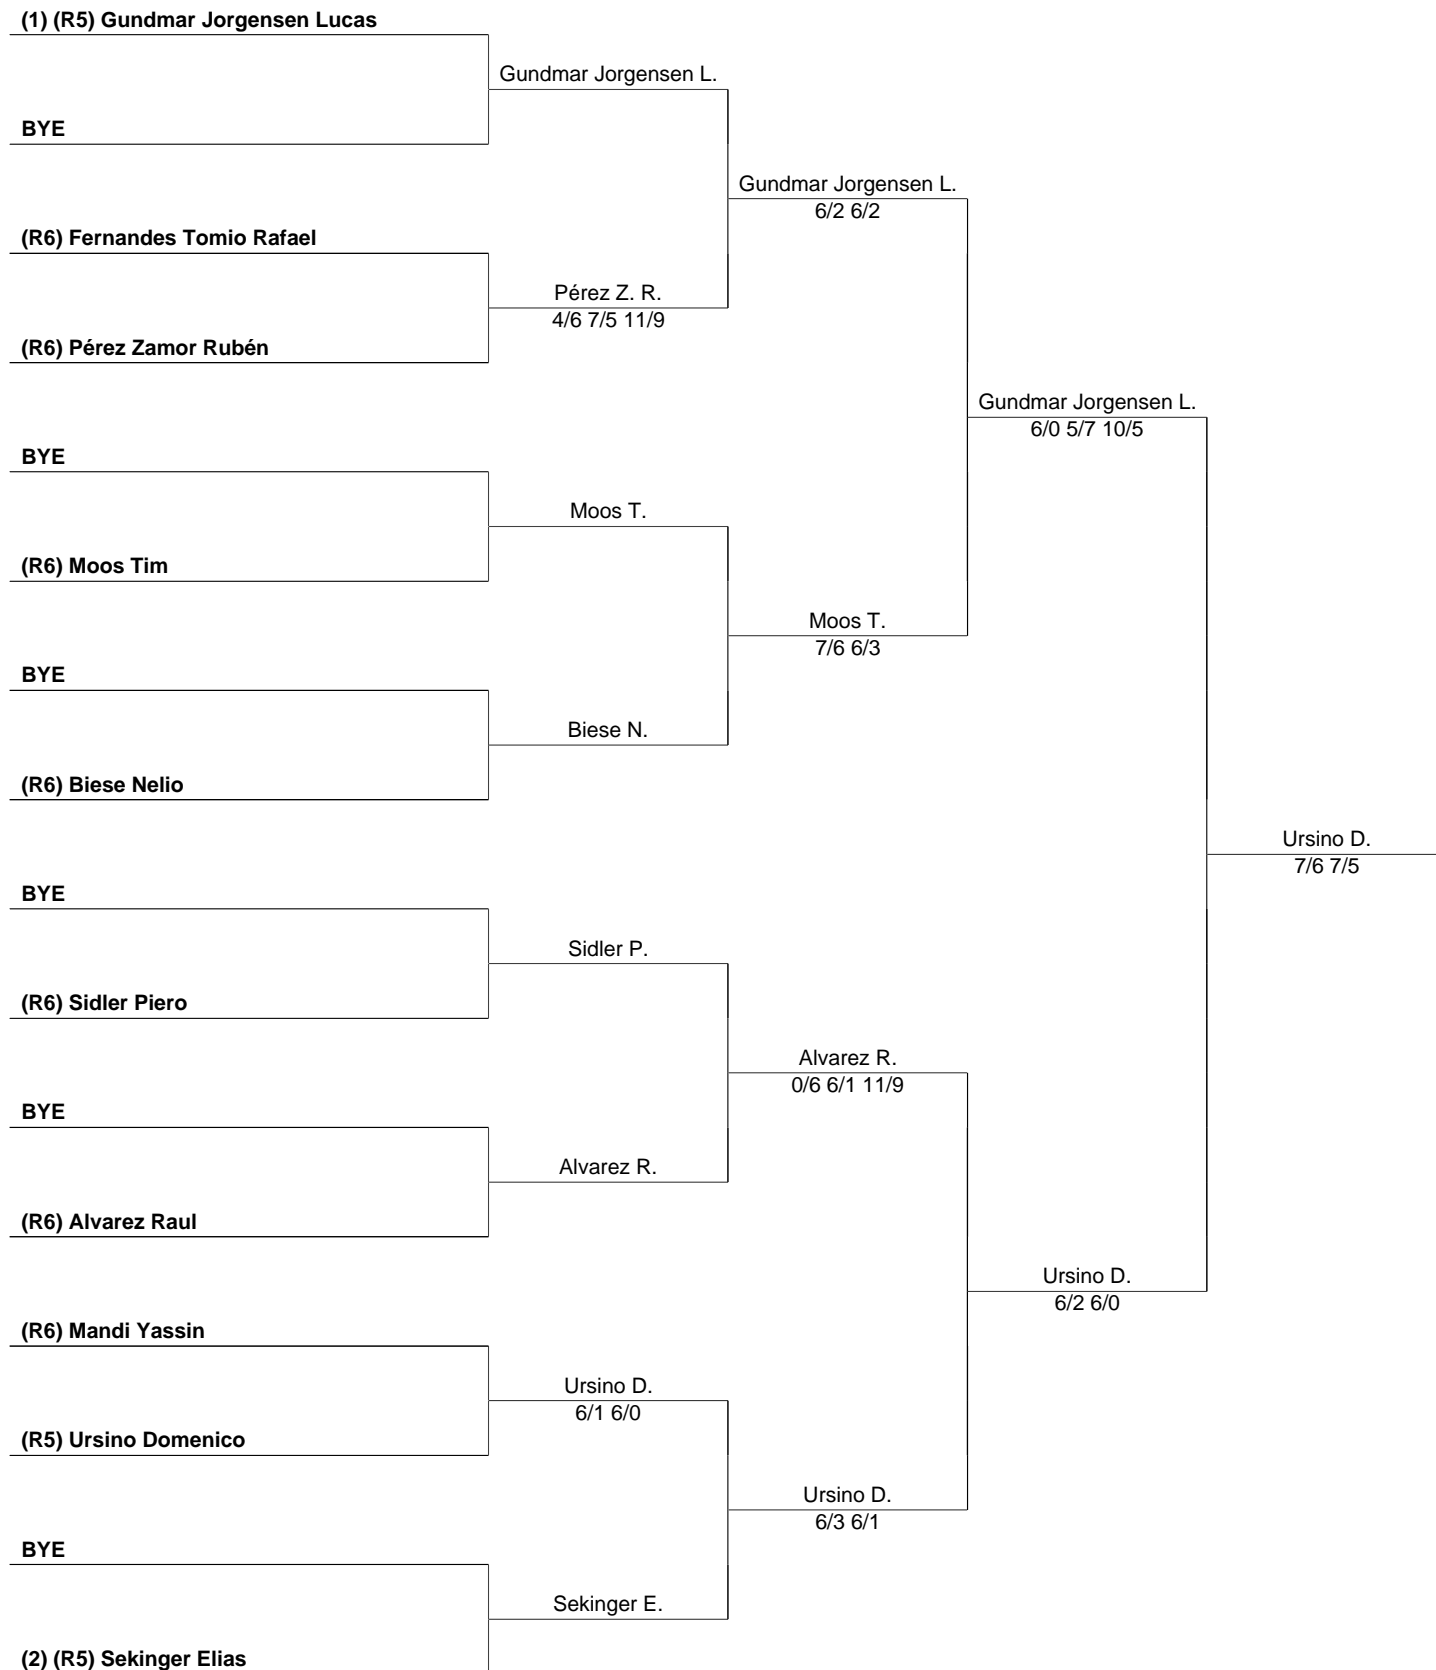 (1) (R5) Gundmar Jorgensen Lucas
Gundmar Jorgensen L.
BYE
Gundmar Jorgensen L.
6/2 6/2
(R6) Fernandes Tomio Rafael
Pérez Z. R.
4/6 7/5 11/9
(R6) Pérez Zamor Rubén
Gundmar Jorgensen L.
6/0 5/7 10/5
BYE
Moos T.
(R6) Moos Tim
Moos T.
7/6 6/3
BYE
Biese N.
(R6) Biese Nelio
Ursino D.
7/6 7/5
BYE
Sidler P.
(R6) Sidler Piero
Alvarez R.
0/6 6/1 11/9
BYE
Alvarez R.
(R6) Alvarez Raul
Ursino D.
6/2 6/0
(R6) Mandi Yassin
Ursino D.
6/1 6/0
(R5) Ursino Domenico
Ursino D.
6/3 6/1
BYE
Sekinger E.
(2) (R5) Sekinger Elias